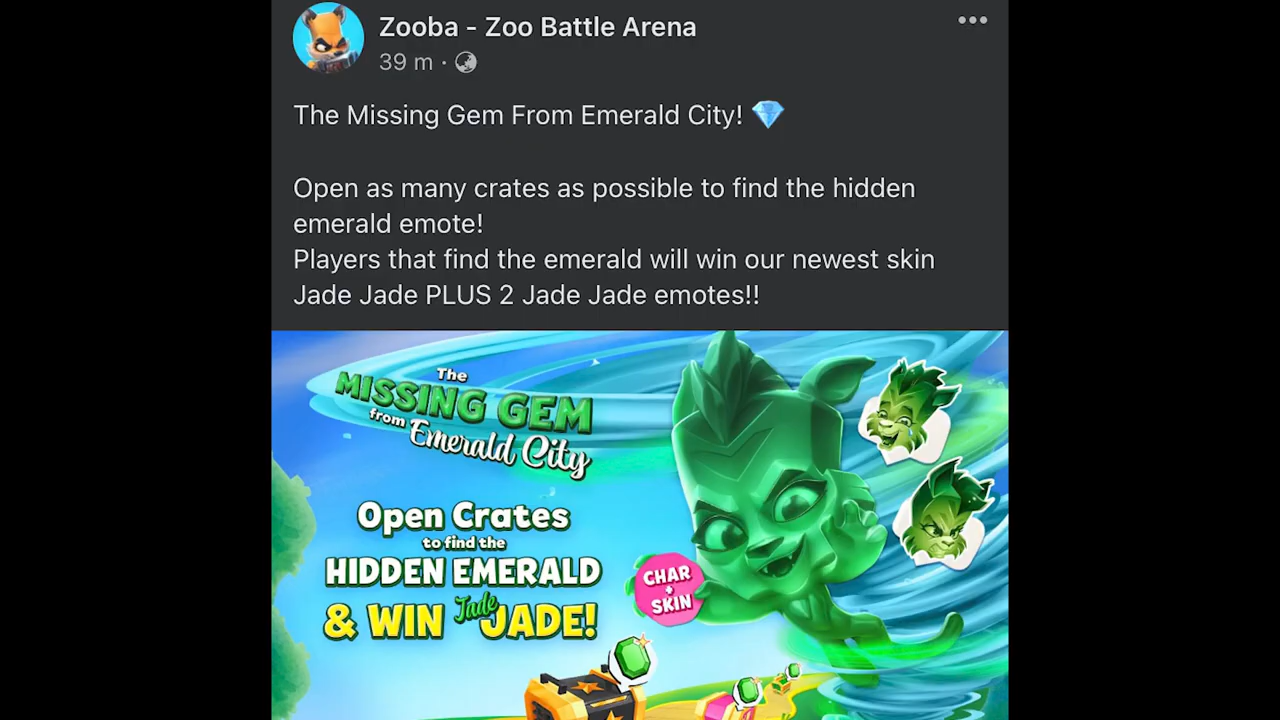 Zooba - Zoo Battle Arena
39 m ·
The Missing Gem From Emerald City! 💎
Open as many crates as possible to find the hidden
emerald emote!
Players that find the emerald will win our newest skin
Jade Jade PLUS 2 Jade Jade emotes!!
The
MISSING GEM
from Emerald City
Open Crates
to find the
HIDDEN EMERALD
& WIN Jade JADE!
CHAR
+
SKIN